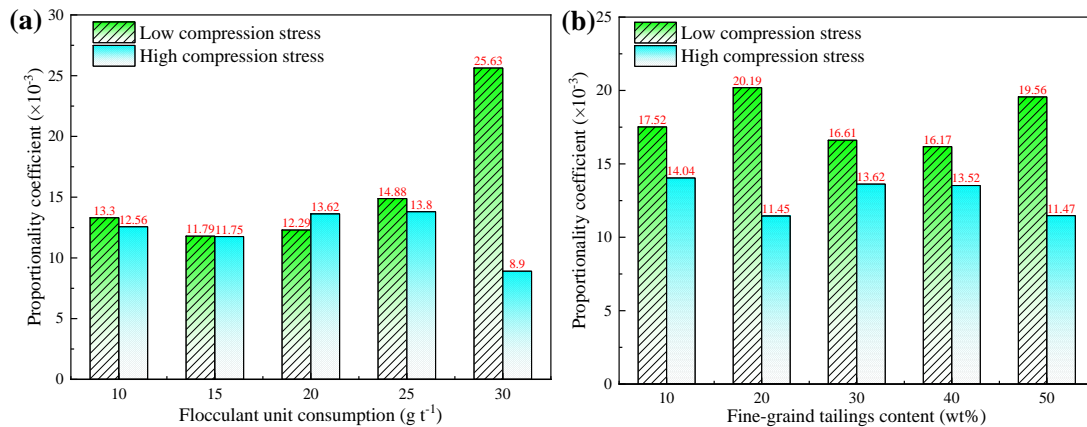 (a)
Low compression stress
High compression stress
Proportionality coefficient (×10⁻³)
30
25
20
15
10
5
0
13.3
12.56
11.79
11.75
12.29
13.62
14.88
13.8
25.63
8.9
10 15 20 25 30
Flocculant unit consumption (g t⁻¹)
(b)
Low compression stress
High compression stress
Proportionality coefficient (×10⁻³)
25
20
15
10
5
0
17.52
14.04
20.19
11.45
16.61
13.62
16.17
13.52
19.56
11.47
10 20 30 40 50
Fine-graind tailings content (wt%)